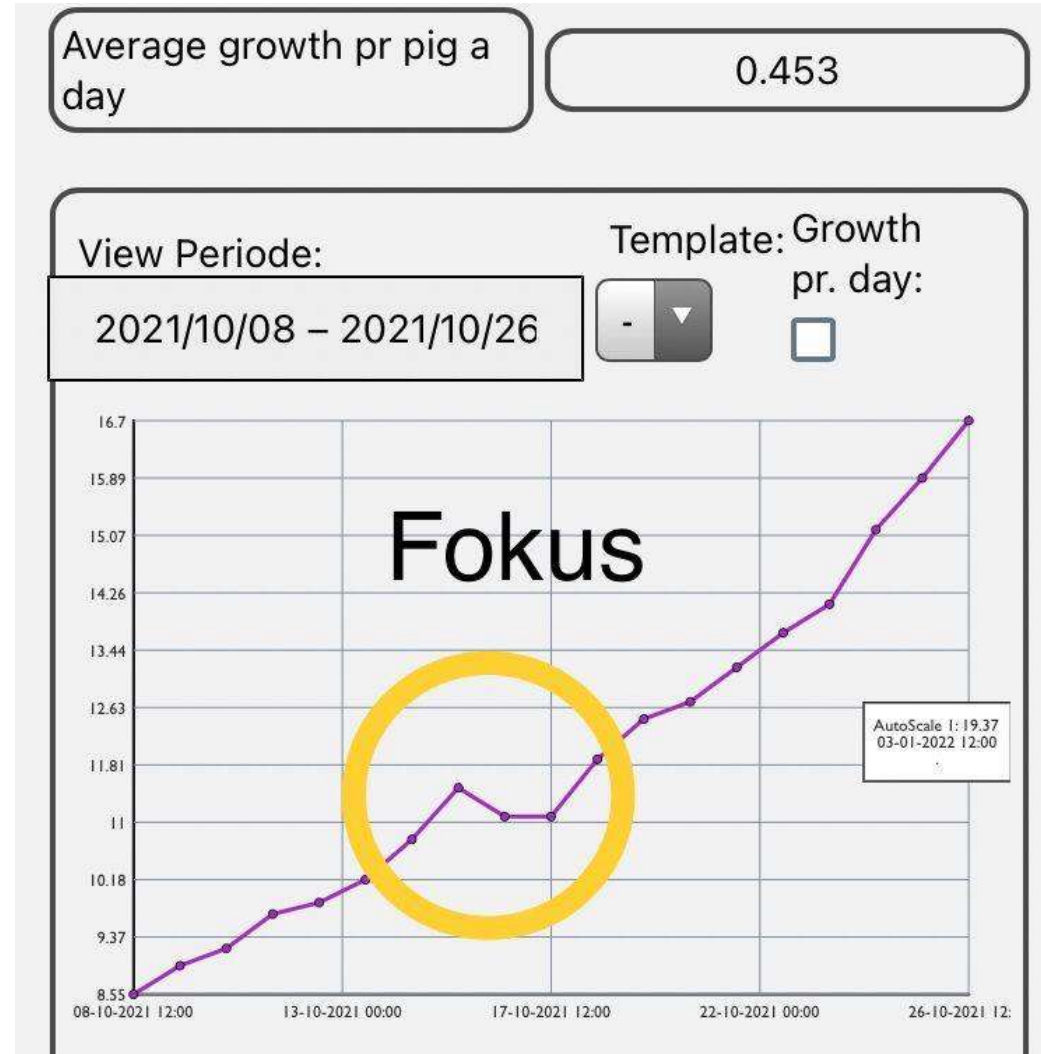 Average growth pr pig a
day
0.453
View Periode:
Template:
Growth
pr. day:
2021/10/08 – 2021/10/26
-
16.7
15.89
15.07
14.26
13.44
12.63
11.81
11
10.18
9.37
8.55
Fokus
AutoScale 1: 19.37
03-01-2022 12:00
.
08-10-2021 12:00
13-10-2021 00:00
17-10-2021 12:00
22-10-2021 00:00
26-10-2021 12: